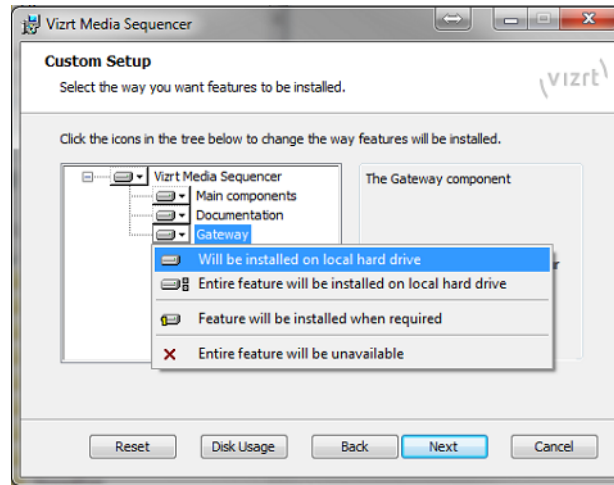 Vizrt Media Sequencer
Custom Setup
Select the way you want features to be installed.
vizrt
Click the icons in the tree below to change the way features will be installed.
Vizrt Media Sequencer
The Gateway component
Main components
Documentation
Gateway
Will be installed on local hard drive
Entire feature will be installed on local hard drive
Feature will be installed when required
Entire feature will be unavailable
Reset
Disk Usage
Back
Next
Cancel